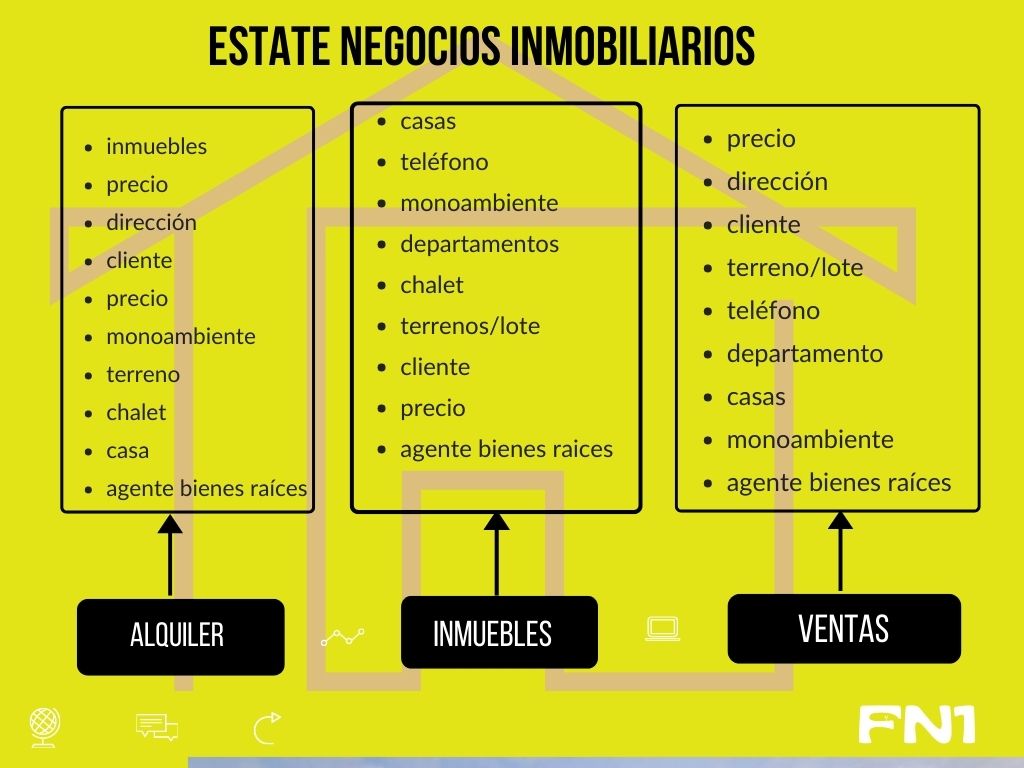 ESTATE NEGOCIOS INMOBILIARIOS
inmuebles
precio
dirección
cliente
precio
monoambiente
terreno
chalet
casa
agente bienes raíces
casas
teléfono
monoambiente
departamentos
chalet
terrenos/lote
cliente
precio
agente bienes raices
precio
dirección
cliente
terreno/lote
teléfono
departamento
casas
monoambiente
agente bienes raíces
ALQUILER
INMUEBLES
VENTAS
FN1